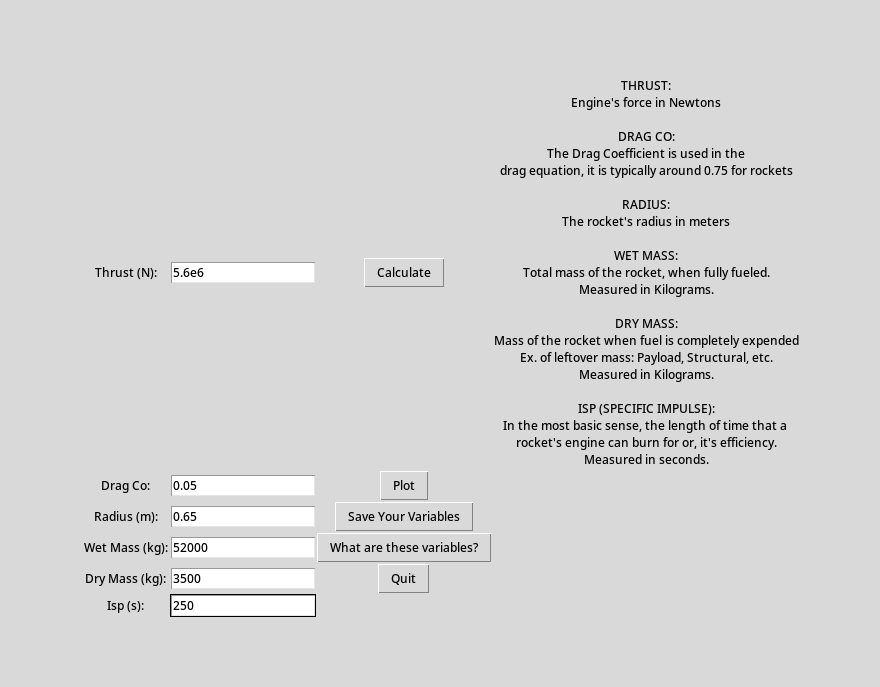 THRUST:
Engine's force in Newtons
DRAG CO:
The Drag Coefficient is used in the
drag equation, it is typically around 0.75 for rockets
RADIUS:
The rocket's radius in meters
WET MASS:
Total mass of the rocket, when fully fueled.
Measured in Kilograms.
DRY MASS:
Mass of the rocket when fuel is completely expended
Ex. of leftover mass: Payload, Structural, etc.
Measured in Kilograms.
ISP (SPECIFIC IMPULSE):
In the most basic sense, the length of time that a
rocket's engine can burn for or, it's efficiency.
Measured in seconds.
Thrust (N): 5.6e6 Calculate
Drag Co: 0.05 Plot
Radius (m): 0.65 Save Your Variables
Wet Mass (kg): 52000 What are these variables?
Dry Mass (kg): 3500 Quit
Isp (s): 250